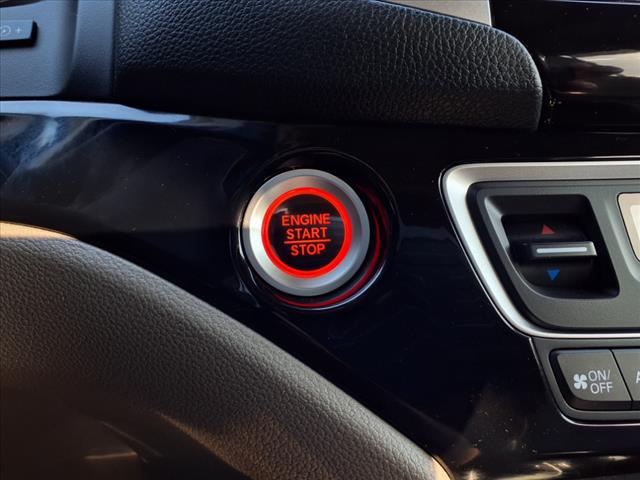 ENGINE
START
STOP
ON/
OFF
A